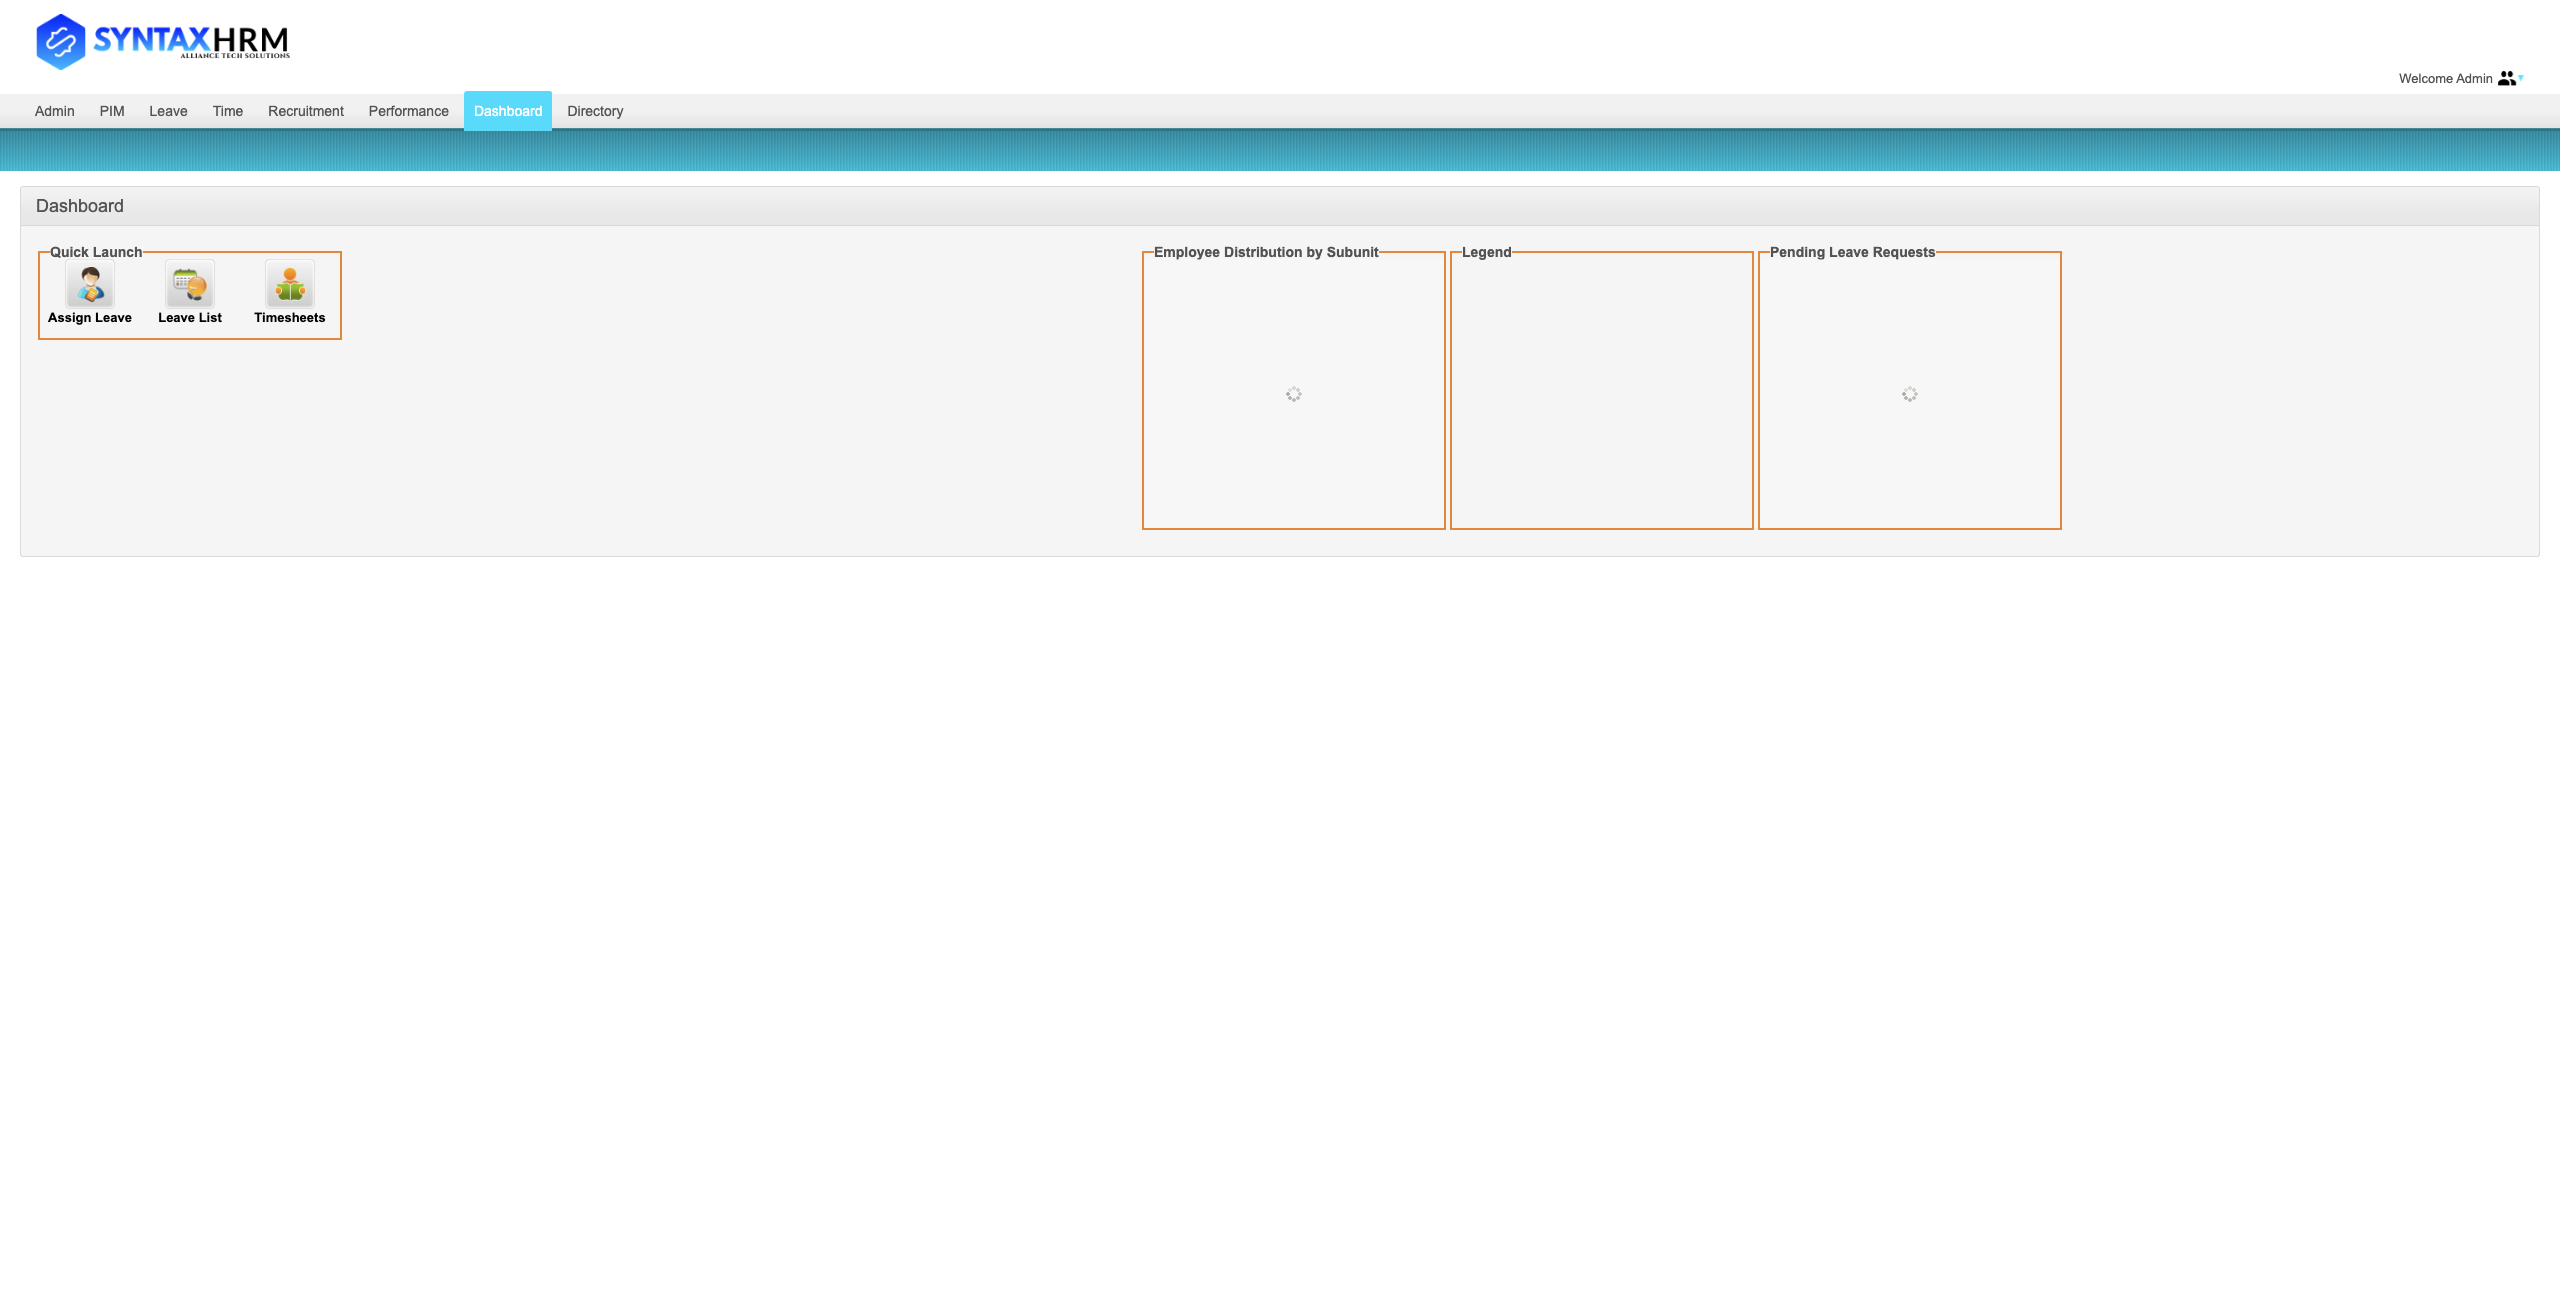 SYNTAXHRM
ALLIANCE TECH SOLUTIONS
Welcome Admin
Admin PIM Leave Time Recruitment Performance Dashboard Directory
Dashboard
Quick Launch
Assign Leave Leave List Timesheets
Employee Distribution by Subunit
Legend
Pending Leave Requests